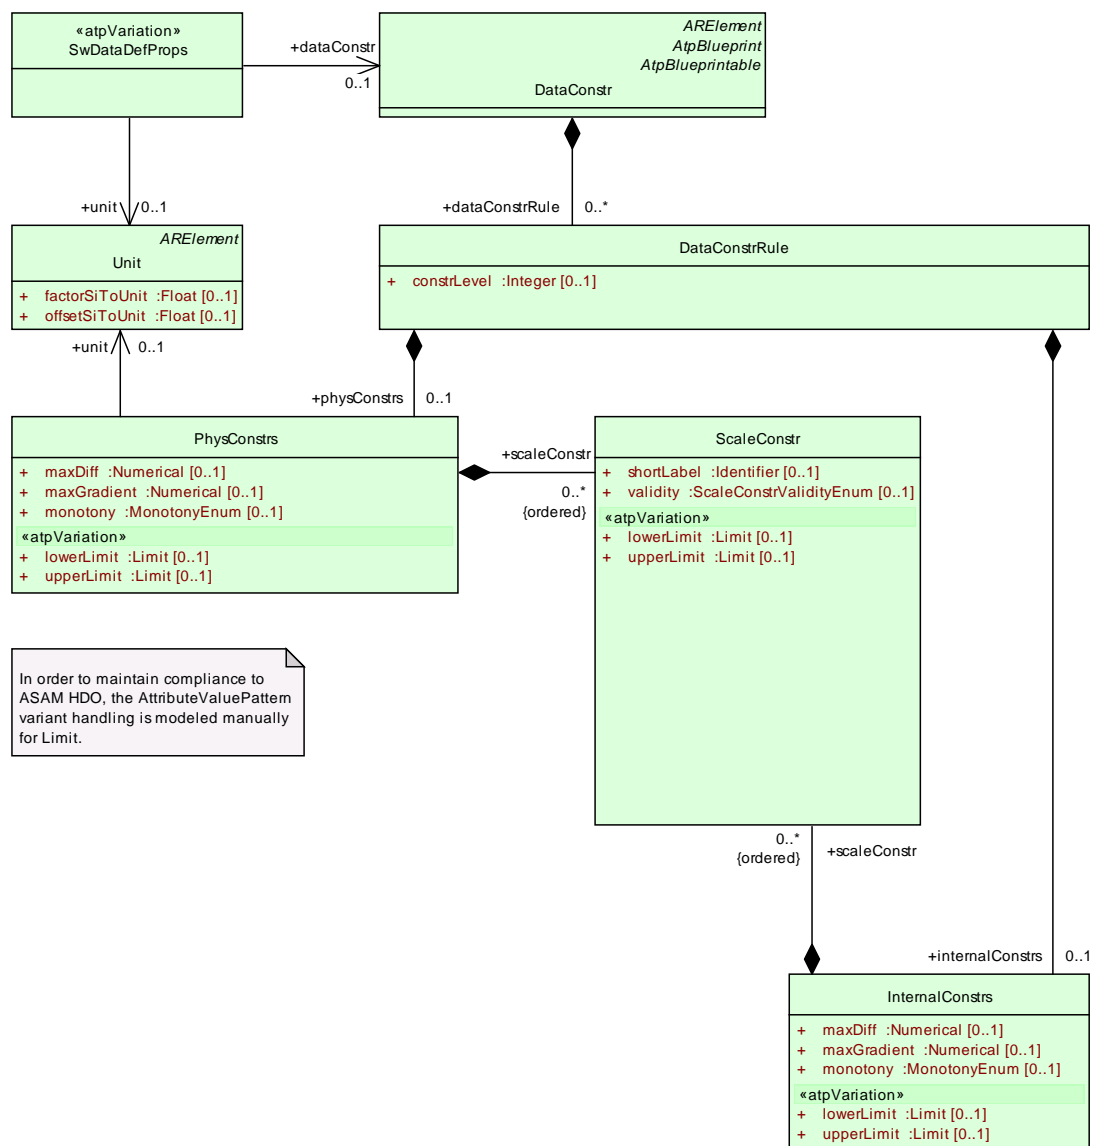 «atpVariation»
SwDataDefProps
+dataConstr
0..1
ARElement
AtpBlueprint
AtpBlueprintable
DataConstr
+unit
0..1
+dataConstrRule
0..*
ARElement
Unit
+ factorSiToUnit :Float [0..1]
+ offsetSiToUnit :Float [0..1]
DataConstrRule
+ constrLevel :Integer [0..1]
+unit
0..1
+physConstrs
0..1
PhysConstrs
+ maxDiff :Numerical [0..1]
+ maxGradient :Numerical [0..1]
+ monotony :MonotonyEnum [0..1]
«atpVariation»
+ lowerLimit :Limit [0..1]
+ upperLimit :Limit [0..1]
+scaleConstr
0..*
{ordered}
ScaleConstr
+ shortLabel :Identifier [0..1]
+ validity :ScaleConstrValidityEnum [0..1]
«atpVariation»
+ lowerLimit :Limit [0..1]
+ upperLimit :Limit [0..1]
In order to maintain compliance to
ASAM HDO, the AttributeValuePattern
variant handling is modeled manually
for Limit.
0..*
{ordered}
+scaleConstr
+internalConstrs
0..1
InternalConstrs
+ maxDiff :Numerical [0..1]
+ maxGradient :Numerical [0..1]
+ monotony :MonotonyEnum [0..1]
«atpVariation»
+ lowerLimit :Limit [0..1]
+ upperLimit :Limit [0..1]